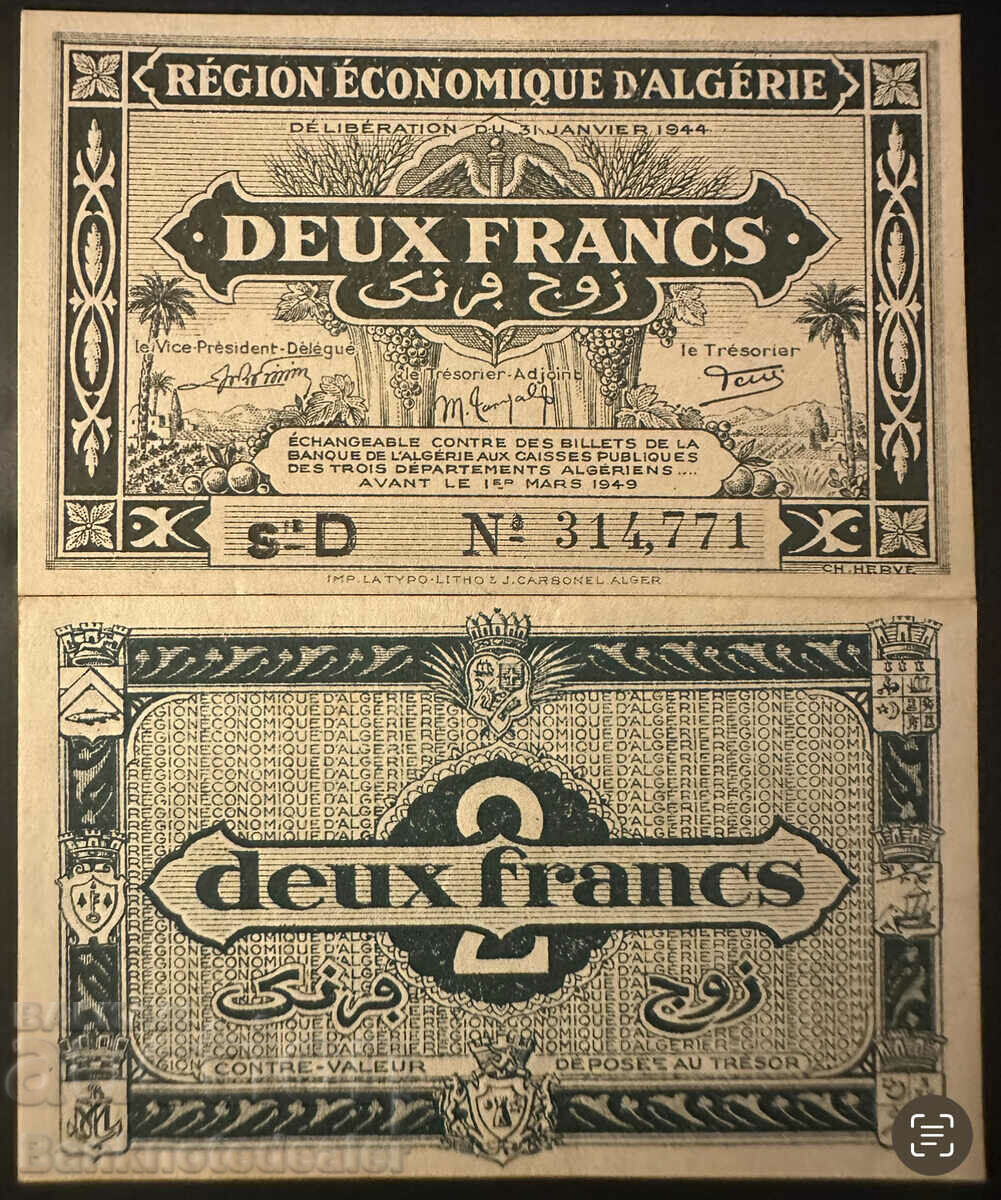 RÉGION ÉCONOMIQUE D'ALGÉRIE
DÉLIBÉRATION DU 31 JANVIER 1944
DEUX FRANCS
زوج فرنك
le Vice-Président-Délégué
le Trésorier-Adjoint
le Trésorier
ÉCHANGEABLE CONTRE DES BILLETS DE LA
BANQUE DE L'ALGÉRIE AUX CAISSES PUBLIQUES
DES TROIS DÉPARTEMENTS ALGÉRIENS....
AVANT LE 1ER MARS 1949
SIE D Nº 314,771
CH. HERVÉ
IMP. LA TYPO-LITHO & J. CARBONEL. ALGER
2
deux francs
زوج فرنك
CONTRE-VALEUR DÉPOSÉE AU TRÉSOR
Banknotedealer